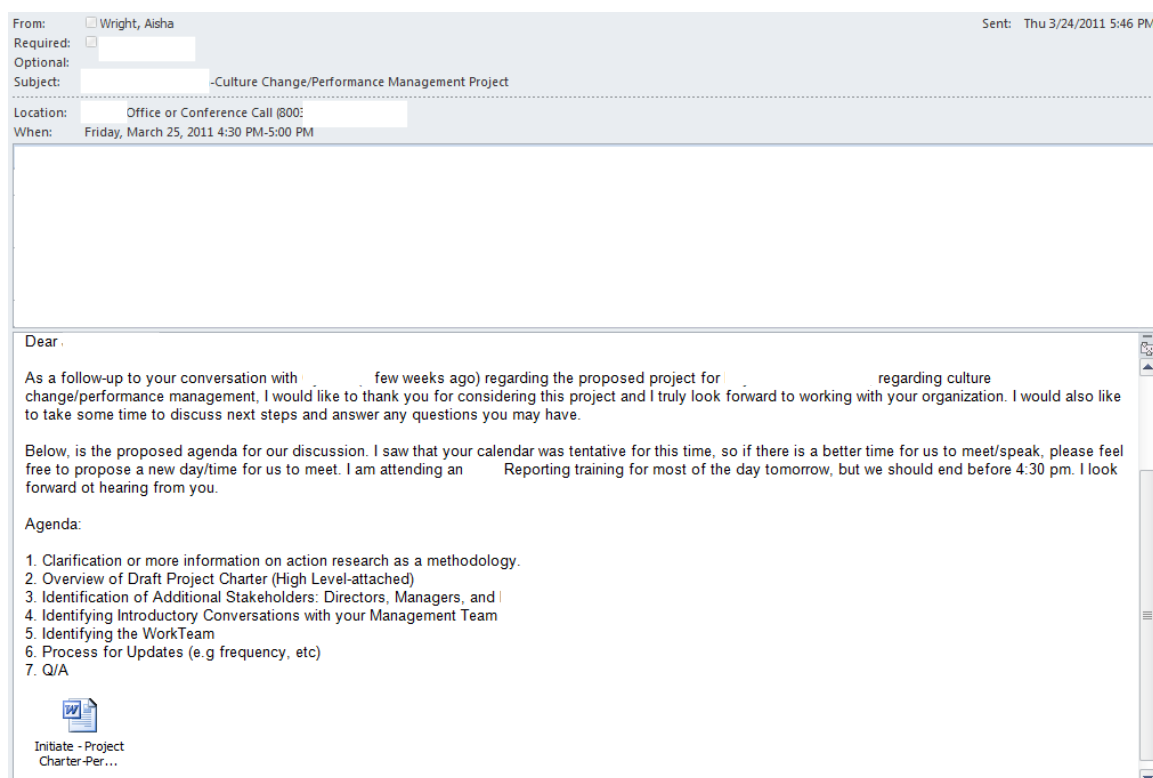 From: Wright, Aisha Sent: Thu 3/24/2011 5:46 PM
Required:
Optional:
Subject: -Culture Change/Performance Management Project
Location: Office or Conference Call (800
When: Friday, March 25, 2011 4:30 PM-5:00 PM
Dear
As a follow-up to your conversation with few weeks ago) regarding the proposed project for regarding culture
change/performance management, I would like to thank you for considering this project and I truly look forward to working with your organization. I would also like
to take some time to discuss next steps and answer any questions you may have.
Below, is the proposed agenda for our discussion. I saw that your calendar was tentative for this time, so if there is a better time for us to meet/speak, please feel
free to propose a new day/time for us to meet. I am attending an Reporting training for most of the day tomorrow, but we should end before 4:30 pm. I look
forward ot hearing from you.
Agenda:
1. Clarification or more information on action research as a methodology.
2. Overview of Draft Project Charter (High Level-attached)
3. Identification of Additional Stakeholders: Directors, Managers, and
4. Identifying Introductory Conversations with your Management Team
5. Identifying the WorkTeam
6. Process for Updates (e.g frequency, etc)
7. Q/A
Initiate - Project
Charter-Per...